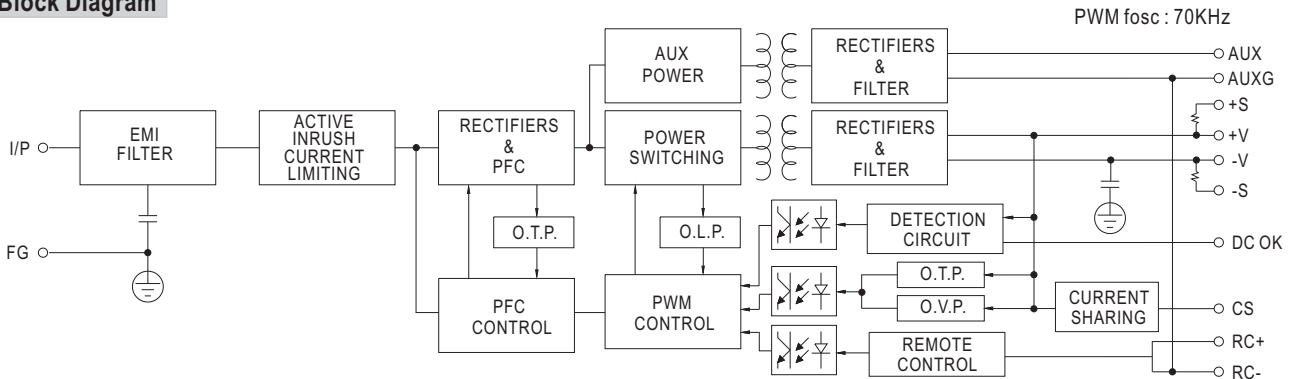 Block Diagram
PWM fosc : 70KHz
I/P
FG
EMI
FILTER
ACTIVE
INRUSH
CURRENT
LIMITING
RECTIFIERS
&
PFC
O.T.P.
PFC
CONTROL
AUX
POWER
POWER
SWITCHING
O.L.P.
PWM
CONTROL
RECTIFIERS
&
FILTER
RECTIFIERS
&
FILTER
DETECTION
CIRCUIT
O.T.P.
O.V.P.
REMOTE
CONTROL
CURRENT
SHARING
AUX
AUXG
+S
+V
-V
-S
DC OK
CS
RC+
RC-